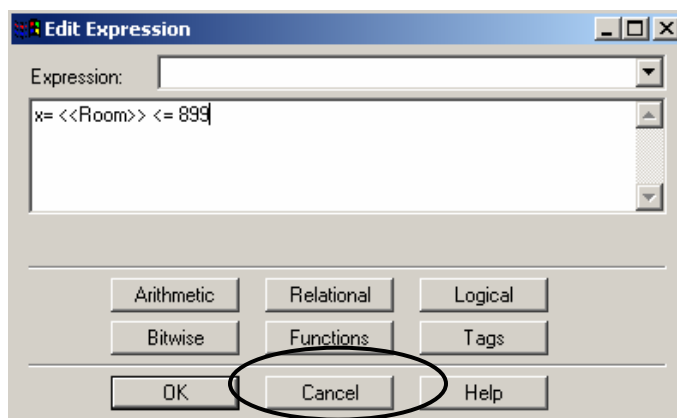 Edit Expression
Expression:
x= <<Room>> <= 899
Arithmetic Relational Logical
Bitwise Functions Tags
OK Cancel Help